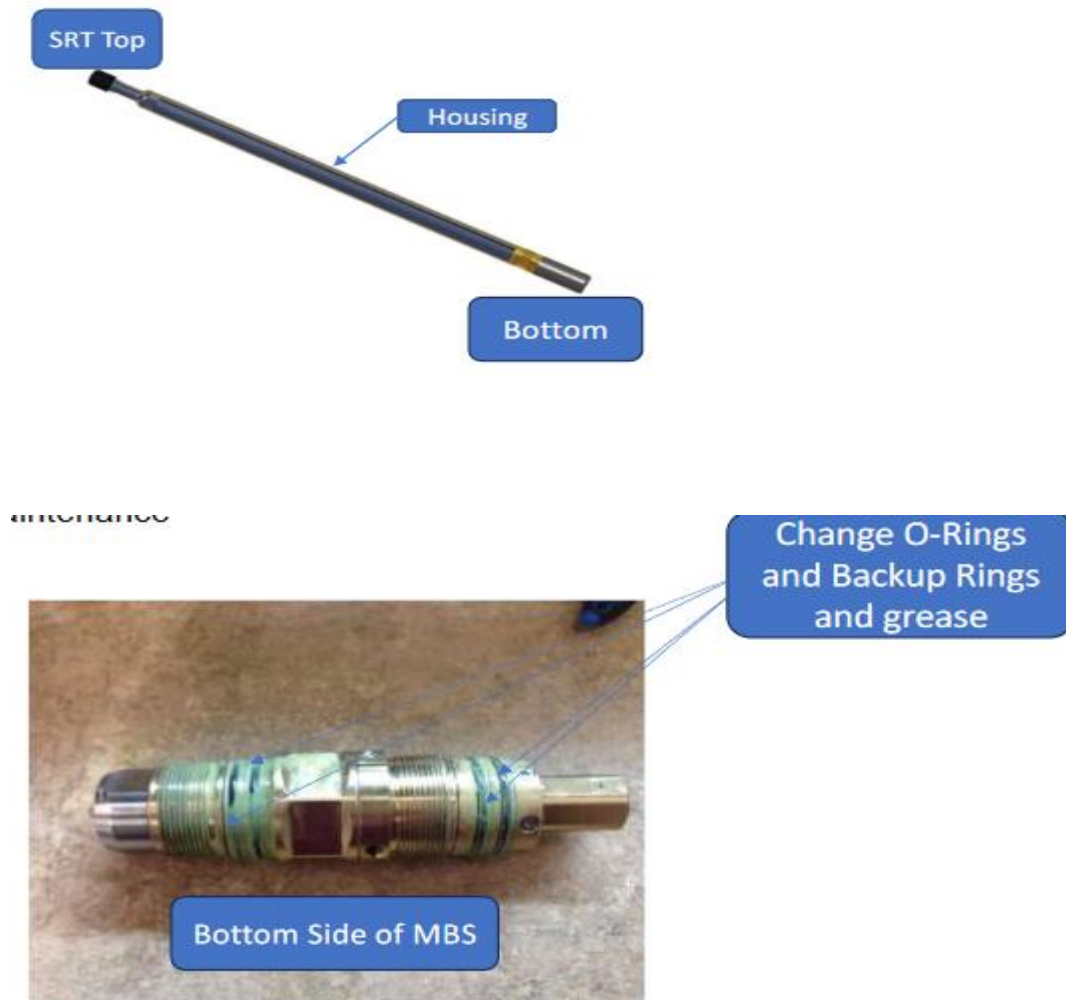 SRT Top
Housing
Bottom
Change O-Rings
and Backup Rings
and grease
Bottom Side of MBS